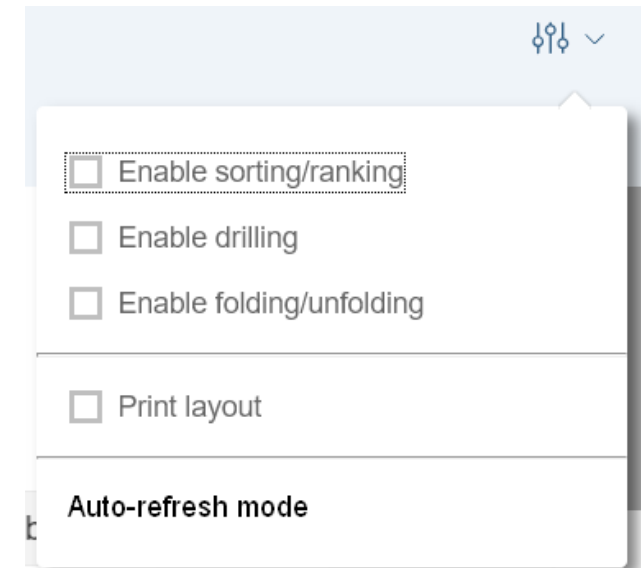 Enable sorting/ranking
Enable drilling
Enable folding/unfolding
Print layout
Auto-refresh mode